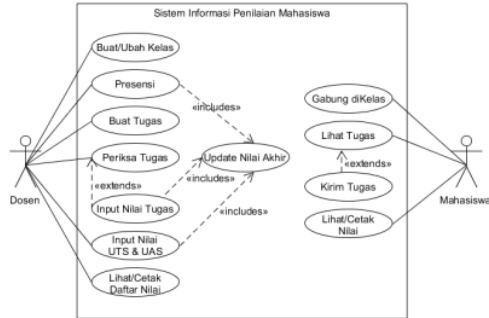 Sistem Informasi Penilaian Mahasiswa
Buat/Ubah Kelas
Presensi
«includes»
Gabung diKelas
Buat Tugas
Lihat Tugas
Periksa Tugas
Update Nilai Akhir
«extends»
«includes»
«extends»
Dosen
Kirim Tugas
Mahasiswa
Input Nilai Tugas
«includes»
Input Nilai
UTS & UAS
Lihat/Cetak
Nilai
Lihat/Cetak
Daftar Nilai